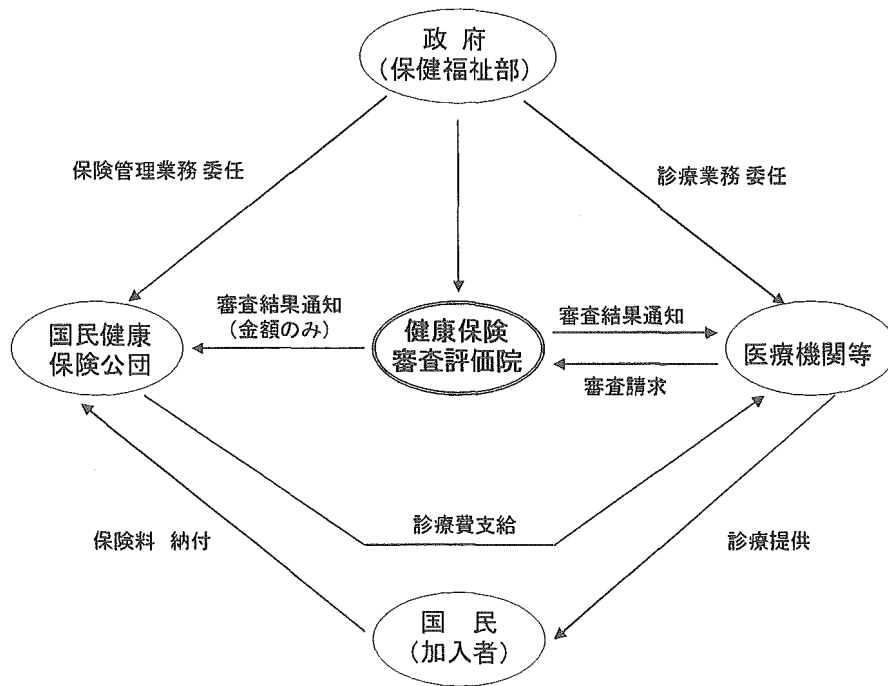 政 府
(保健福祉部)
保険管理業務 委任
診療業務 委任
審査結果通知
(金額のみ)
国民健康
保険公団
健康保険
審査評価院
審査結果通知
審査請求
医療機関等
保険料 納付
診療費支給
診療提供
国 民
(加入者)